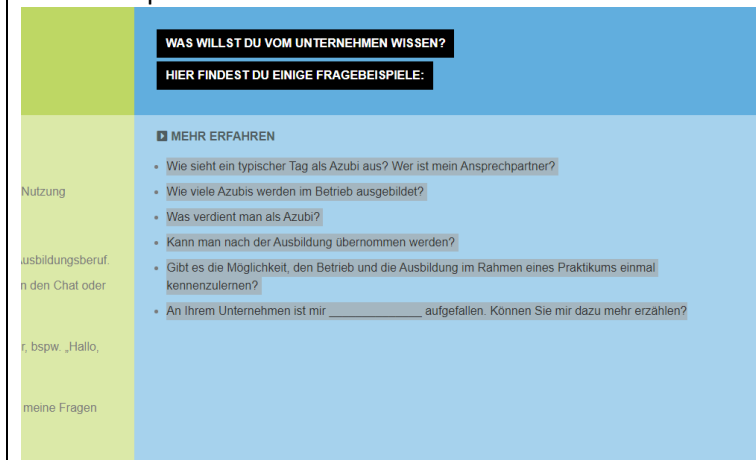 WAS WILLST DU VOM UNTERNEHMEN WISSEN?
HIER FINDEST DU EINIGE FRAGEBEISPIELE:
MEHR ERFAHREN
• Wie sieht ein typischer Tag als Azubi aus? Wer ist mein Ansprechpartner?
• Wie viele Azubis werden im Betrieb ausgebildet?
• Was verdient man als Azubi?
• Kann man nach der Ausbildung übernommen werden?
• Gibt es die Möglichkeit, den Betrieb und die Ausbildung im Rahmen eines Praktikums einmal
kennenzulernen?
• An Ihrem Unternehmen ist mir ______________ aufgefallen. Können Sie mir dazu mehr erzählen?
Nutzung
usbildungsberuf.
n den Chat oder
r, bspw. „Hallo,
meine Fragen